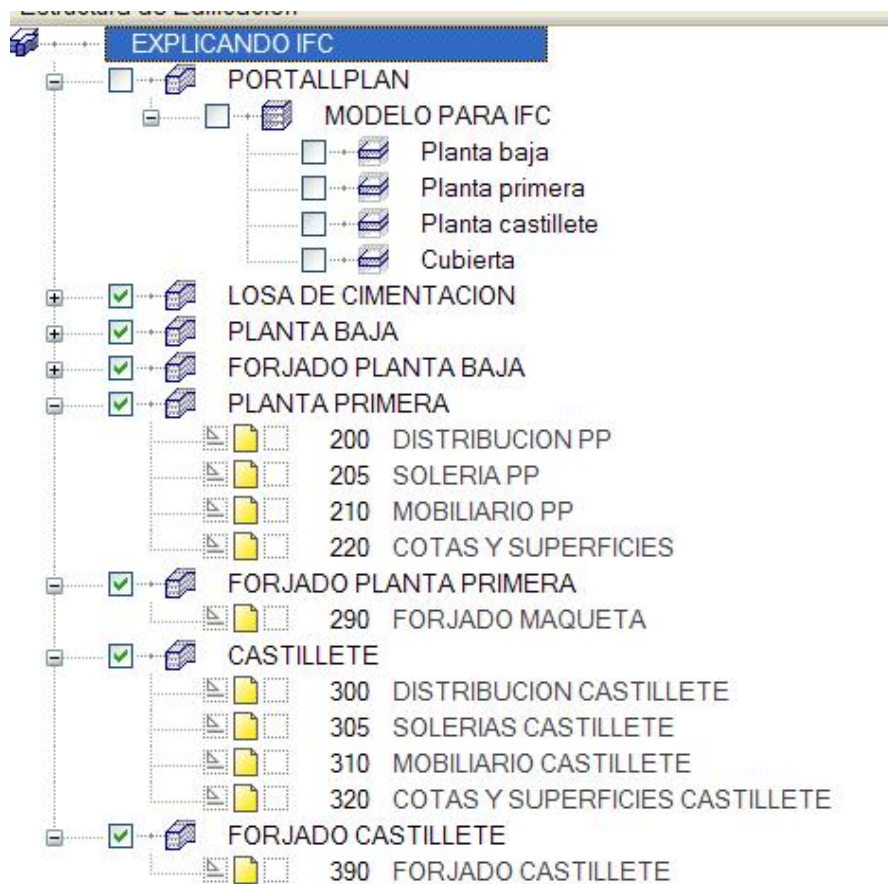 Estructura de Edificación
EXPLICANDO IFC
PORTALLPLAN
MODELO PARA IFC
Planta baja
Planta primera
Planta castillete
Cubierta
LOSA DE CIMENTACION
PLANTA BAJA
FORJADO PLANTA BAJA
PLANTA PRIMERA
200 DISTRIBUCION PP
205 SOLERIA PP
210 MOBILIARIO PP
220 COTAS Y SUPERFICIES
FORJADO PLANTA PRIMERA
290 FORJADO MAQUETA
CASTILLETE
300 DISTRIBUCION CASTILLETE
305 SOLERIAS CASTILLETE
310 MOBILIARIO CASTILLETE
320 COTAS Y SUPERFICIES CASTILLETE
FORJADO CASTILLETE
390 FORJADO CASTILLETE